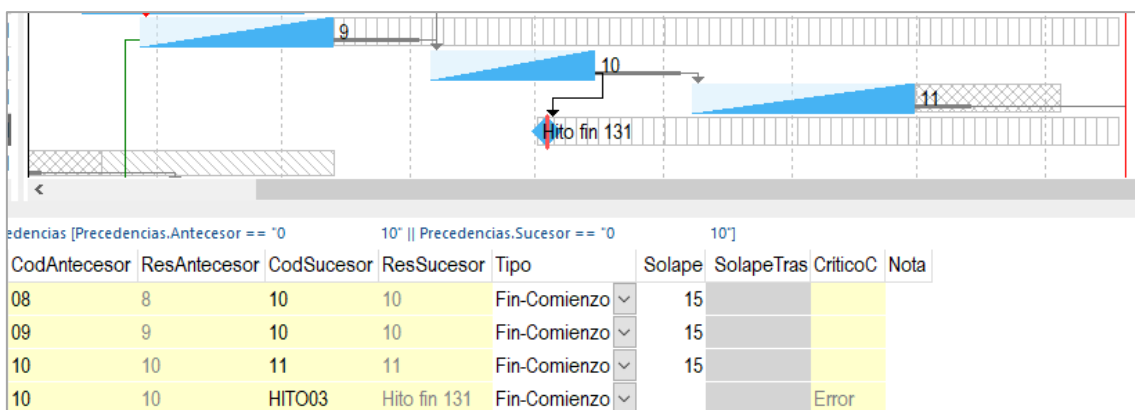 9
10
11
Hito fin 131
edencias [Precedencias.Antecesor == "0 10" || Precedencias.Sucesor == "0 10"]
CodAntecesor ResAntecesor CodSucesor ResSucesor Tipo Solape SolapeTras CriticoC Nota
08 8 10 10 Fin-Comienzo 15
09 9 10 10 Fin-Comienzo 15
10 10 11 11 Fin-Comienzo 15
10 10 HITO03 Hito fin 131 Fin-Comienzo Error